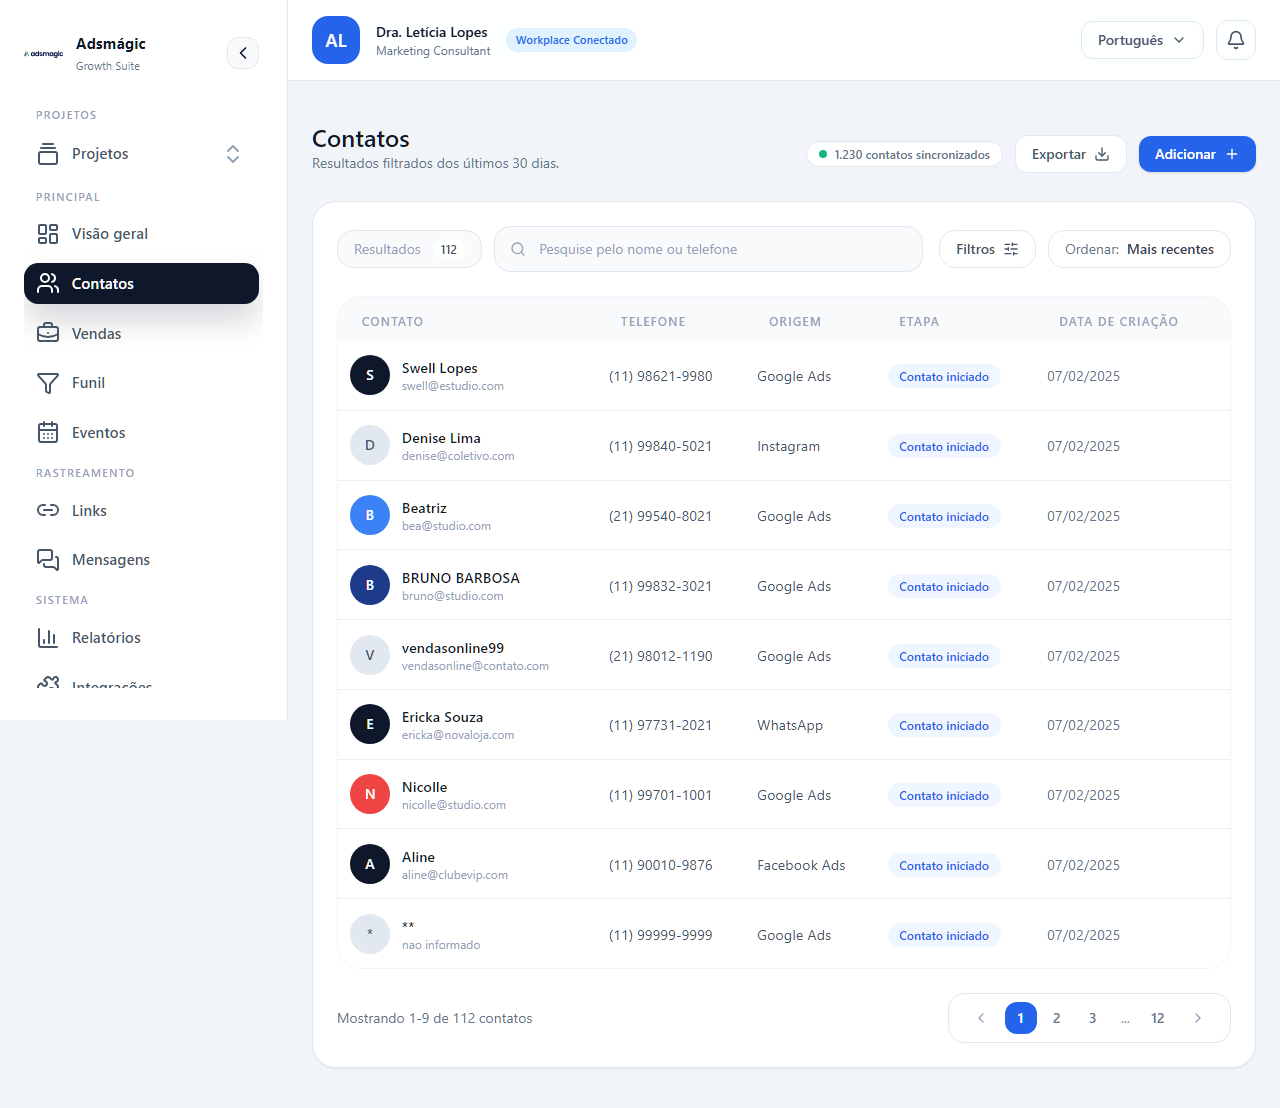 adsmagic
Adsmágic
Growth Suite
PROJETOS
Projetos
PRINCIPAL
Visão geral
Contatos
Vendas
Funil
Eventos
RASTREAMENTO
Links
Mensagens
SISTEMA
Relatórios
Integrações
AL
Dra. Letícia Lopes
Marketing Consultant
Workplace Conectado
Português
Contatos
Resultados filtrados dos últimos 30 dias.
1.230 contatos sincronizados
Exportar
Adicionar
Resultados 112
Pesquise pelo nome ou telefone
Filtros
Ordenar: Mais recentes
CONTATO TELEFONE ORIGEM ETAPA DATA DE CRIAÇÃO
S Swell Lopes (11) 98621-9980 Google Ads Contato iniciado 07/02/2025
swell@estudio.com
D Denise Lima (11) 99840-5021 Instagram Contato iniciado 07/02/2025
denise@coletivo.com
B Beatriz (21) 99540-8021 Google Ads Contato iniciado 07/02/2025
bea@studio.com
B BRUNO BARBOSA (11) 99832-3021 Google Ads Contato iniciado 07/02/2025
bruno@studio.com
V vendasonline99 (21) 98012-1190 Google Ads Contato iniciado 07/02/2025
vendasonline@contato.com
E Ericka Souza (11) 97731-2021 WhatsApp Contato iniciado 07/02/2025
ericka@novaloja.com
N Nicolle (11) 99701-1001 Google Ads Contato iniciado 07/02/2025
nicolle@studio.com
A Aline (11) 90010-9876 Facebook Ads Contato iniciado 07/02/2025
aline@clubevip.com
* ** (11) 99999-9999 Google Ads Contato iniciado 07/02/2025
nao informado
Mostrando 1-9 de 112 contatos
1 2 3 ... 12